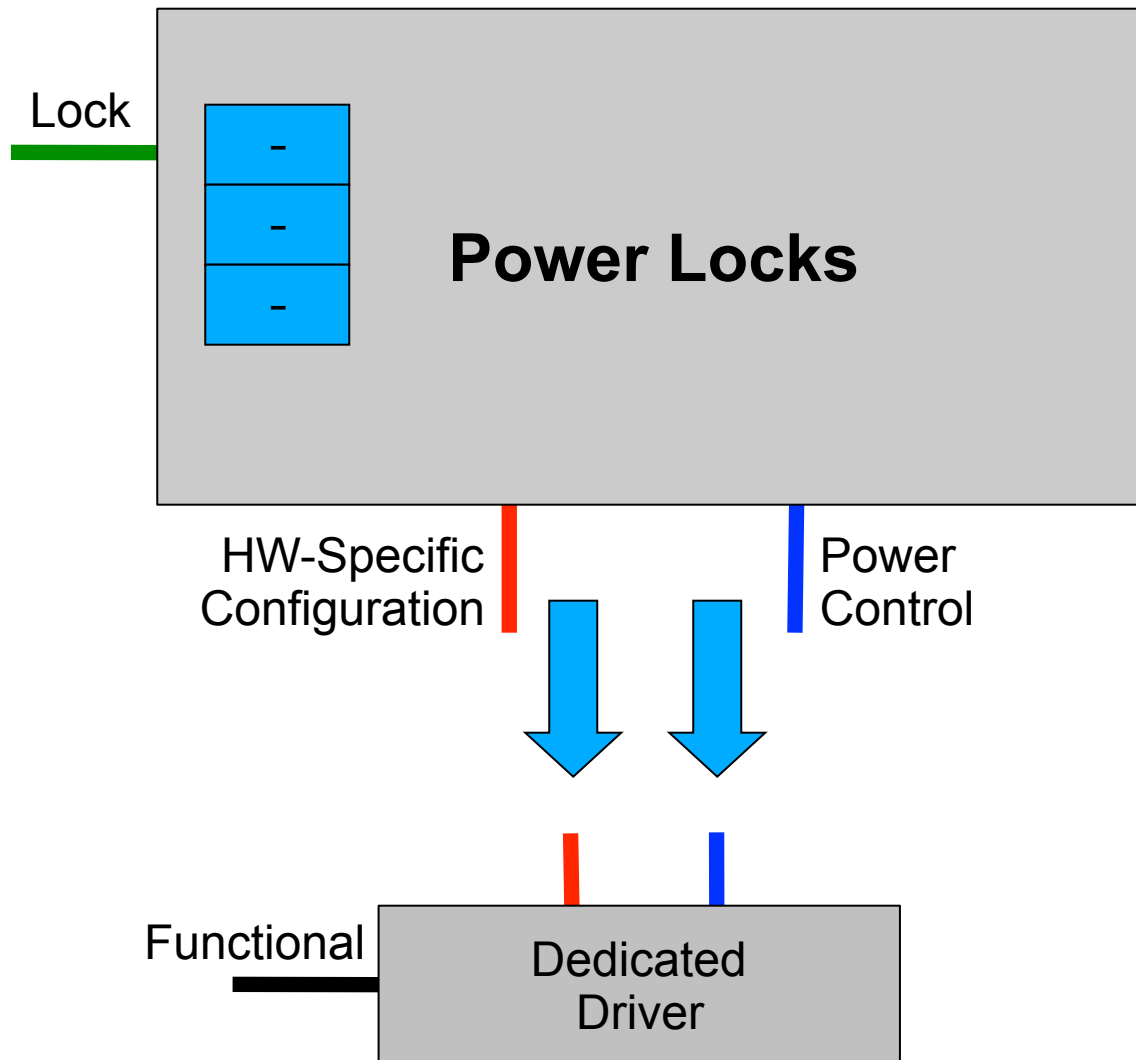 Lock
-
-
-
Power Locks
HW-Specific
Configuration
Power
Control
Functional
Dedicated
Driver